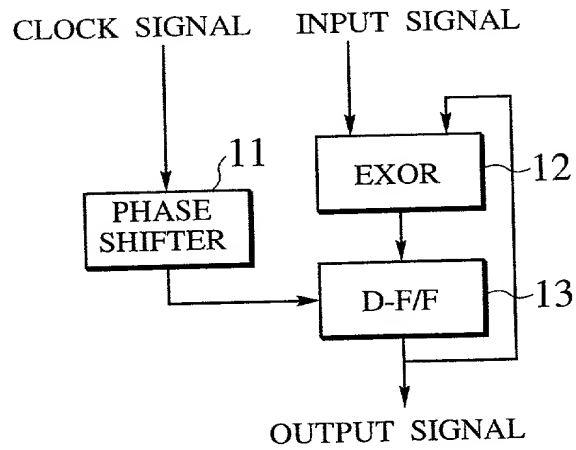 CLOCK SIGNAL
INPUT SIGNAL
11
PHASE
SHIFTER
EXOR
12
D-F/F
13
OUTPUT SIGNAL